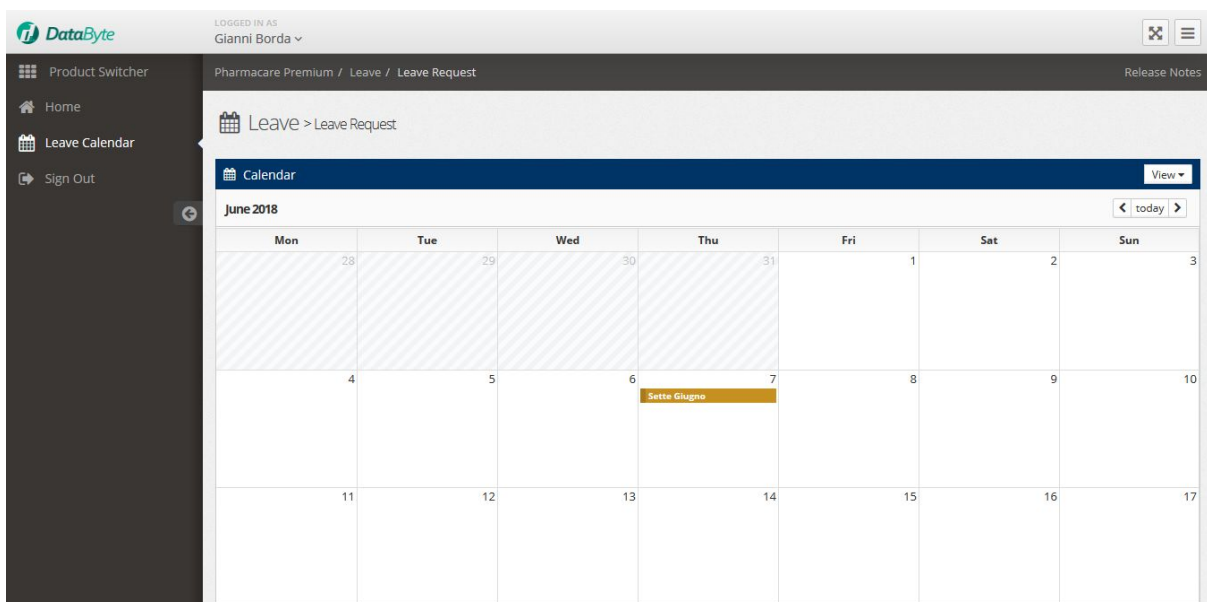 DataByte
LOGGED IN AS
Gianni Borda
Product Switcher
Home
Leave Calendar
Sign Out
Pharmacare Premium / Leave / Leave Request
Release Notes
Leave > Leave Request
Calendar
View
June 2018
today
Mon Tue Wed Thu Fri Sat Sun
28 29 30 31 1 2 3
4 5 6 7 8 9 10
Sette Giugno
11 12 13 14 15 16 17